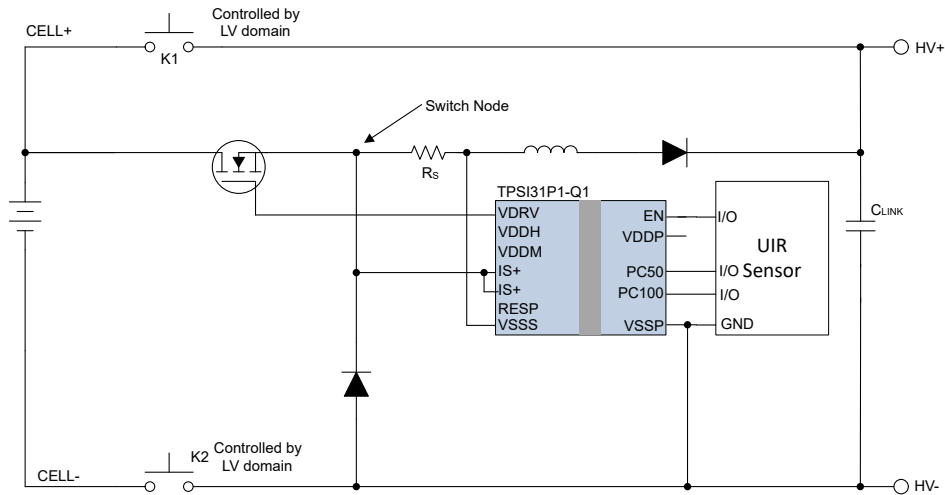 CELL+
Controlled by
LV domain
K1
HV+
Switch Node
RS
TPSI31P1-Q1
VDRV
VDDH
VDDM
IS+
IS+
RESP
VSSS
EN
VDDP
PC50
PC100
VSSP
I/O
I/O
I/O
GND
UIR
Sensor
CLINK
CELL-
K2
Controlled by
LV domain
HV-